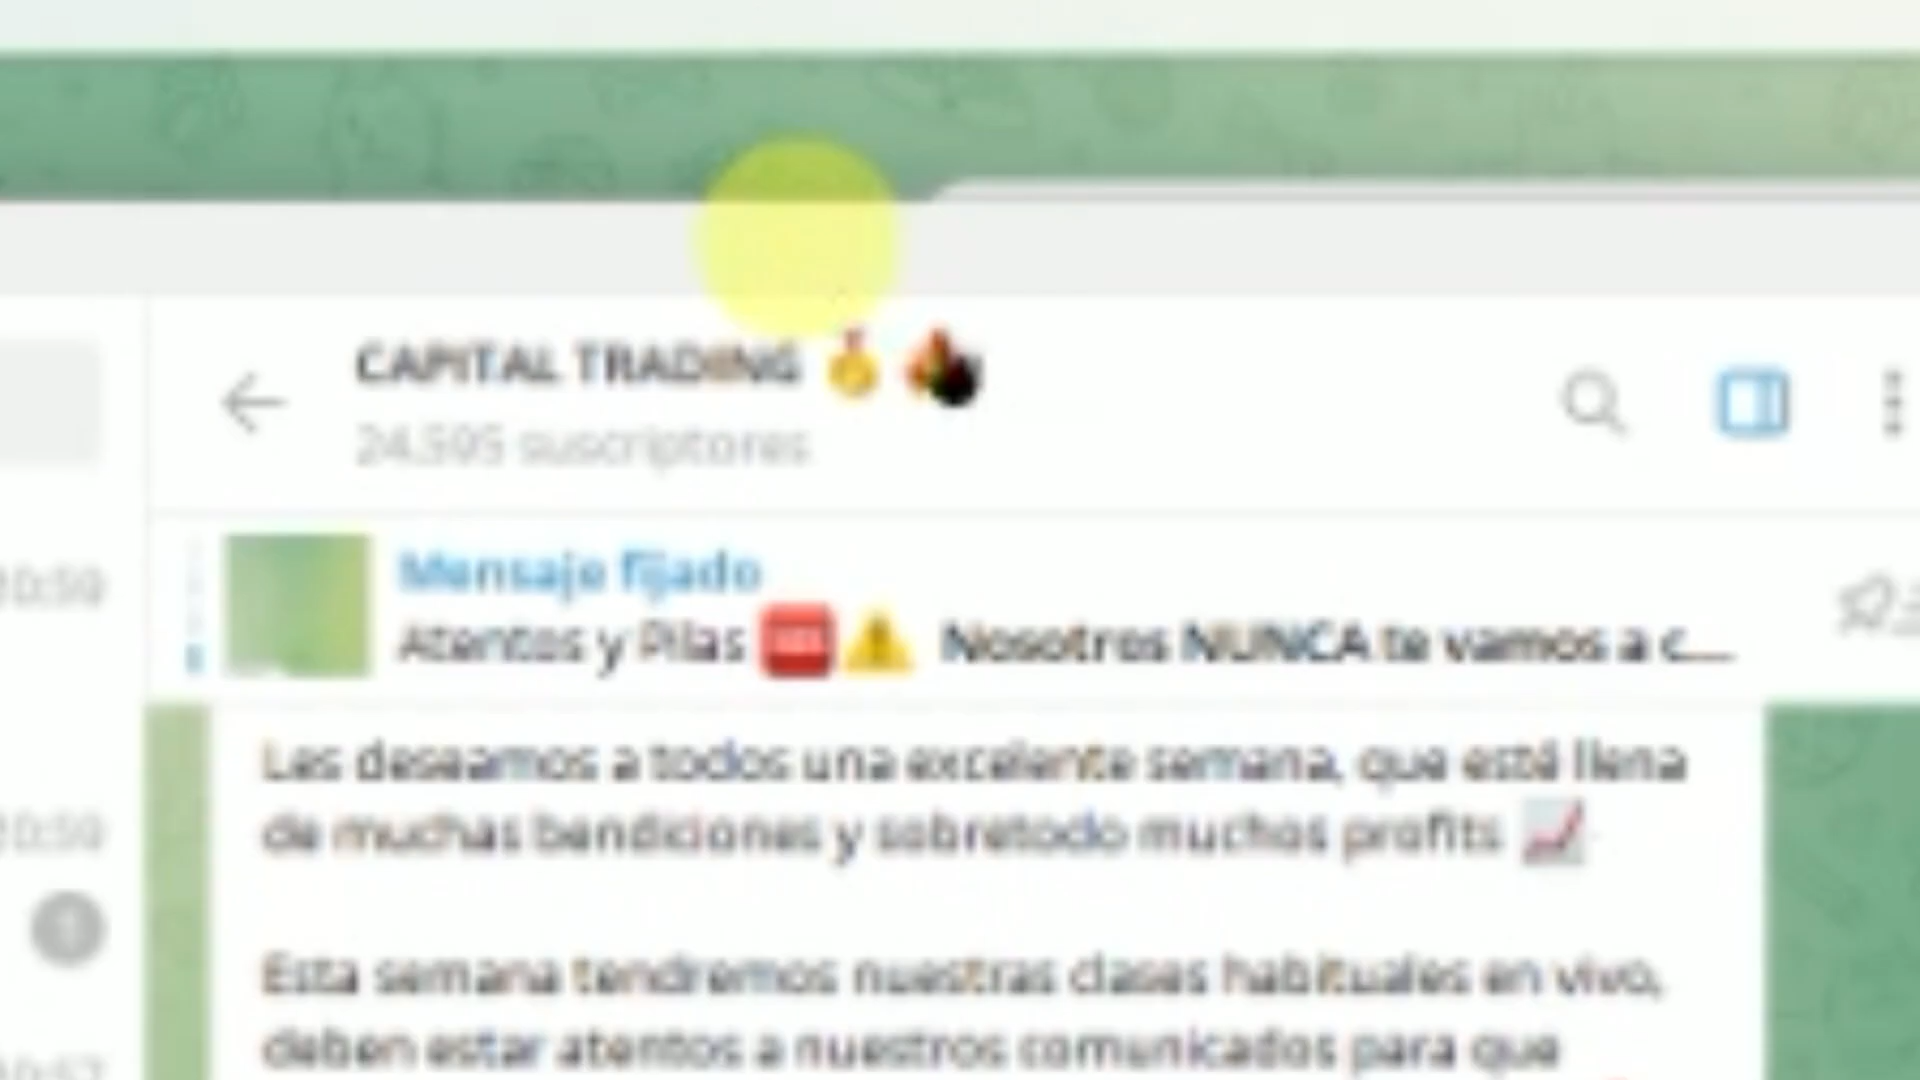 CAPITAL TRADING
24.595 suscriptores
Mensaje fijado
Atentos y Pilas 🆘⚠️ Nosotros NUNCA te vamos a c...
Les deseamos a todos una excelente semana, que esté llena
de muchas bendiciones y sobretodo muchos profits
Esta semana tendremos nuestras clases habituales en vivo,
deben estar atentos a nuestros comunicados para que